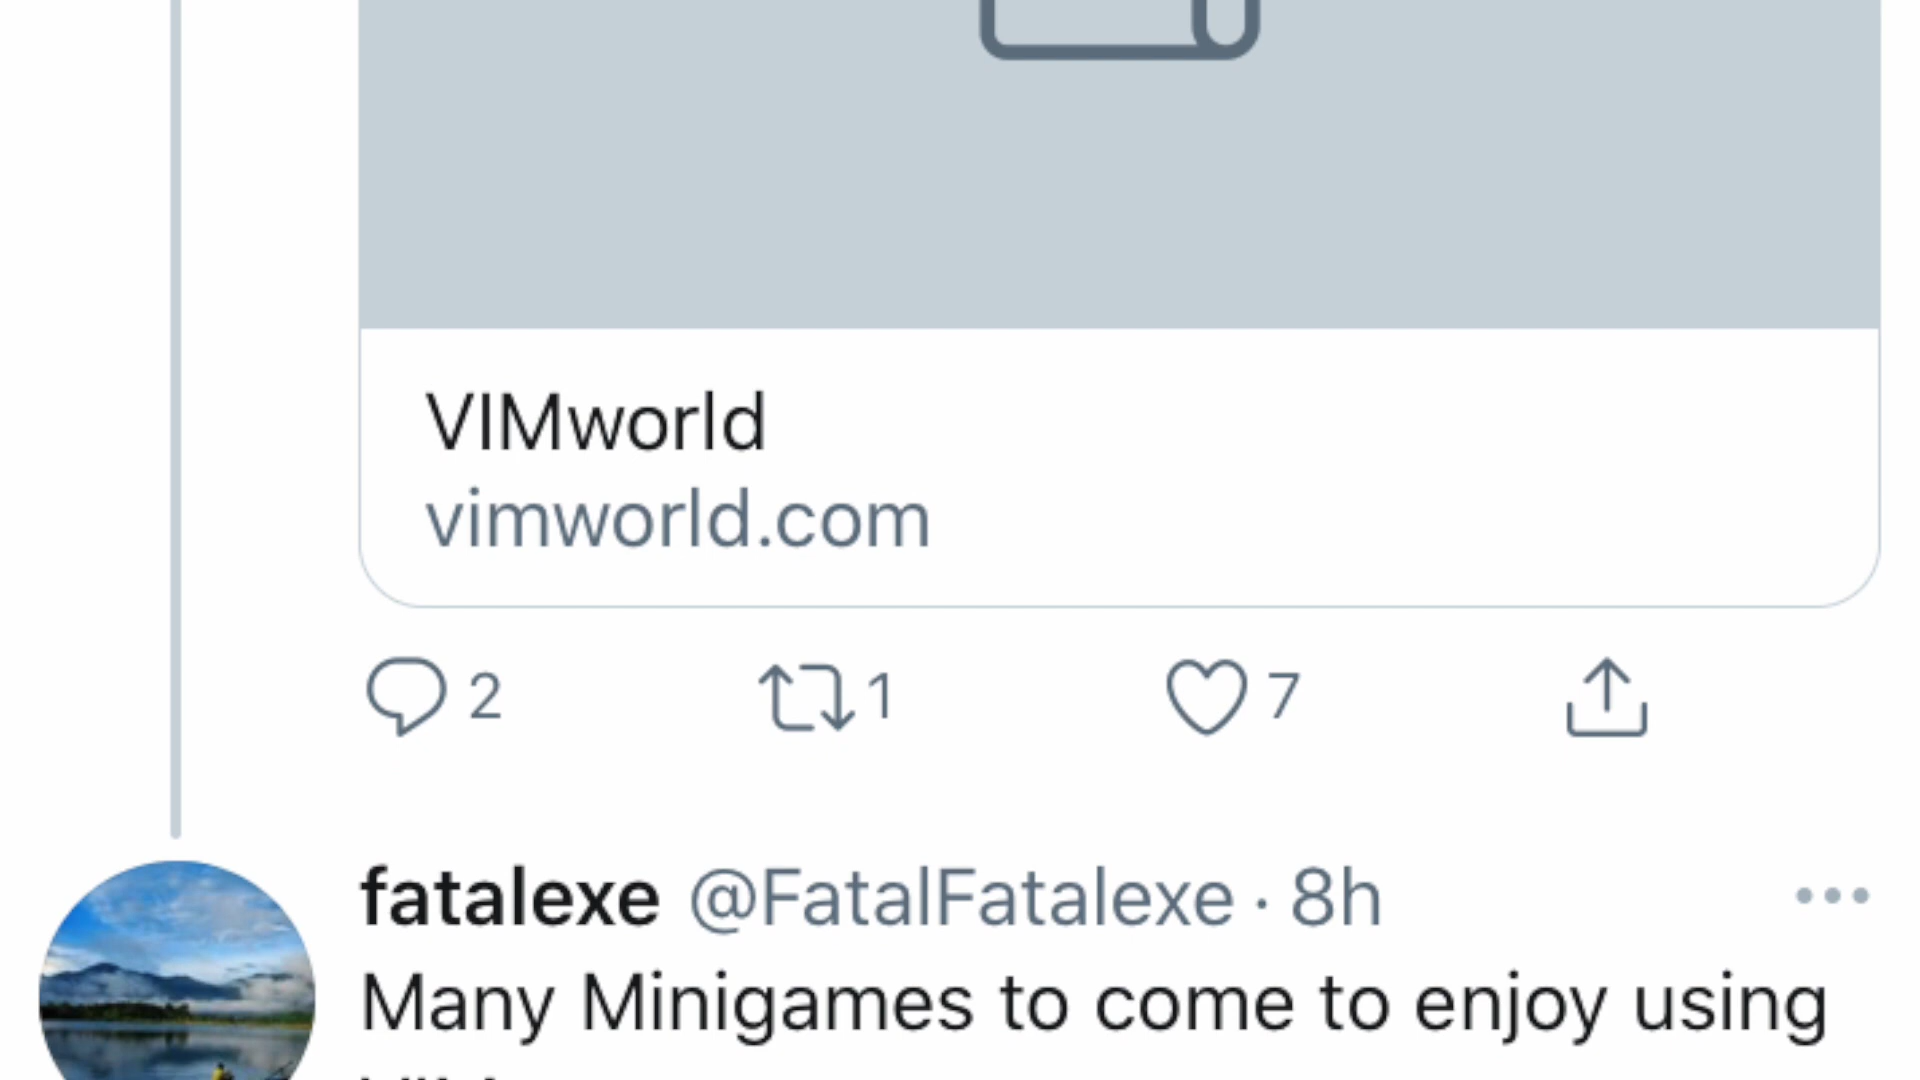 VIMworld
vimworld.com
2 1 7
fatalexe @FatalFatalexe · 8h
Many Minigames to come to enjoy using